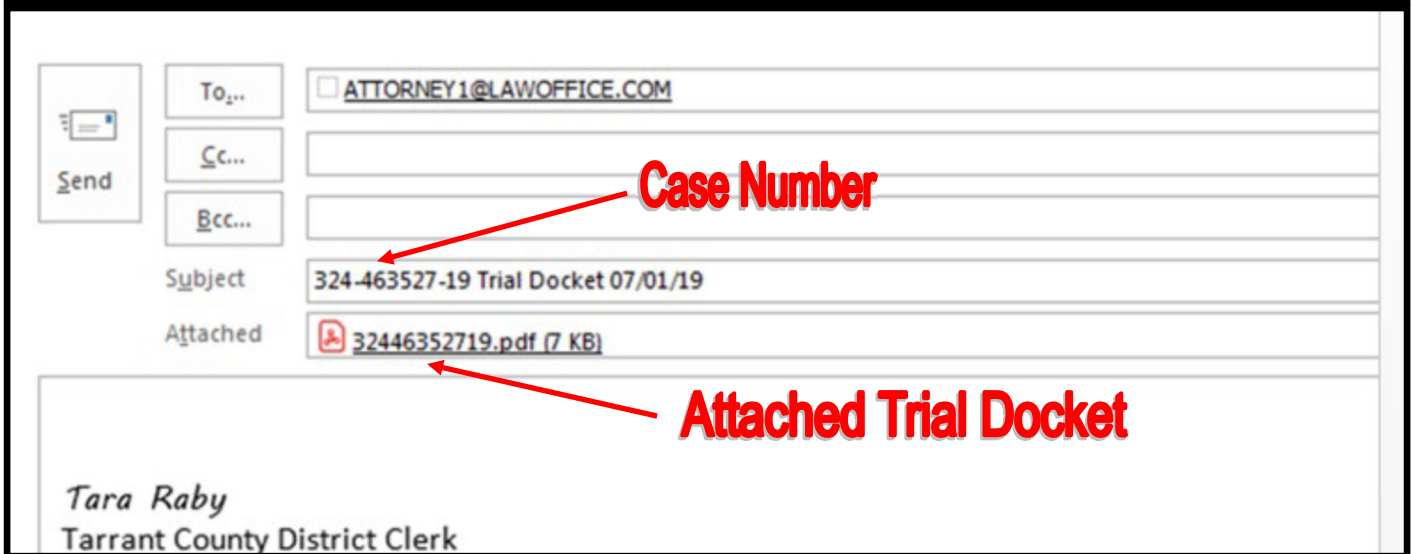 To...
ATTORNEY1@LAWOFFICE.COM
Cc...
Send
Case Number
Bcc...
Subject
324-463527-19 Trial Docket 07/01/19
Attached
32446352719.pdf (7 KB)
Attached Trial Docket
Tara Raby
Tarrant County District Clerk